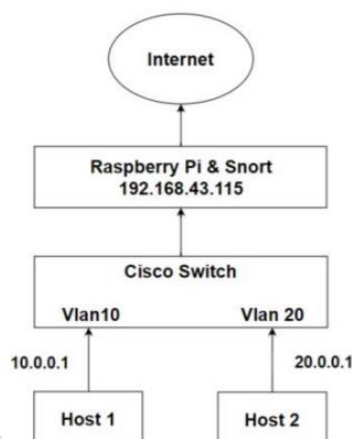 Internet
Raspberry Pi & Snort
192.168.43.115
Cisco Switch
Vlan10 Vlan 20
10.0.0.1 20.0.0.1
Host 1 Host 2